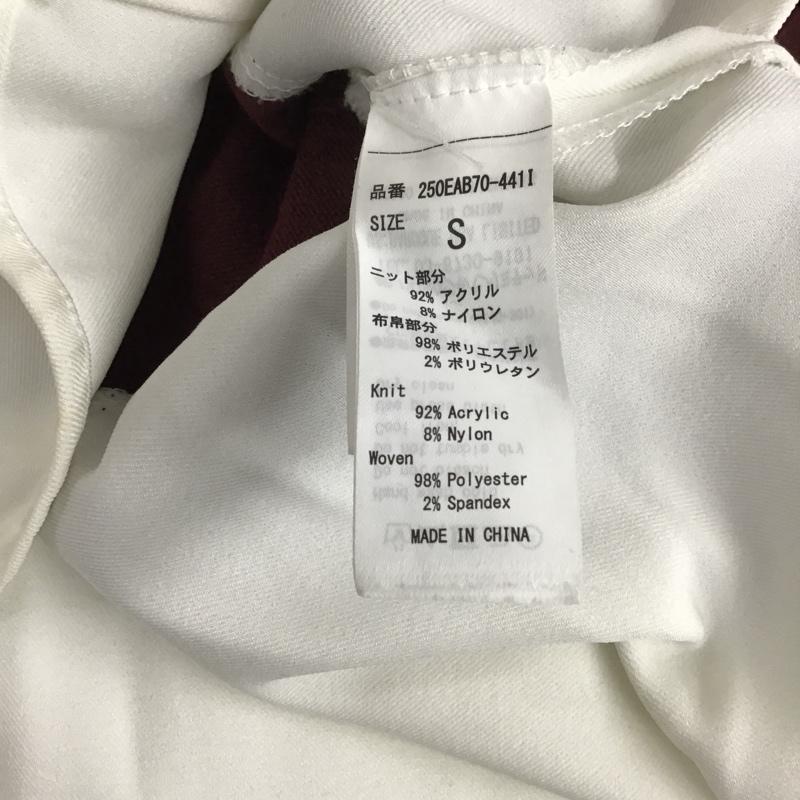 品番 250EAB70-441I
SIZE S
ニット部分
92% アクリル
8% ナイロン
布帛部分
98% ポリエステル
2% ポリウレタン
Knit
92% Acrylic
8% Nylon
Woven
98% Polyester
2% Spandex
MADE IN CHINA